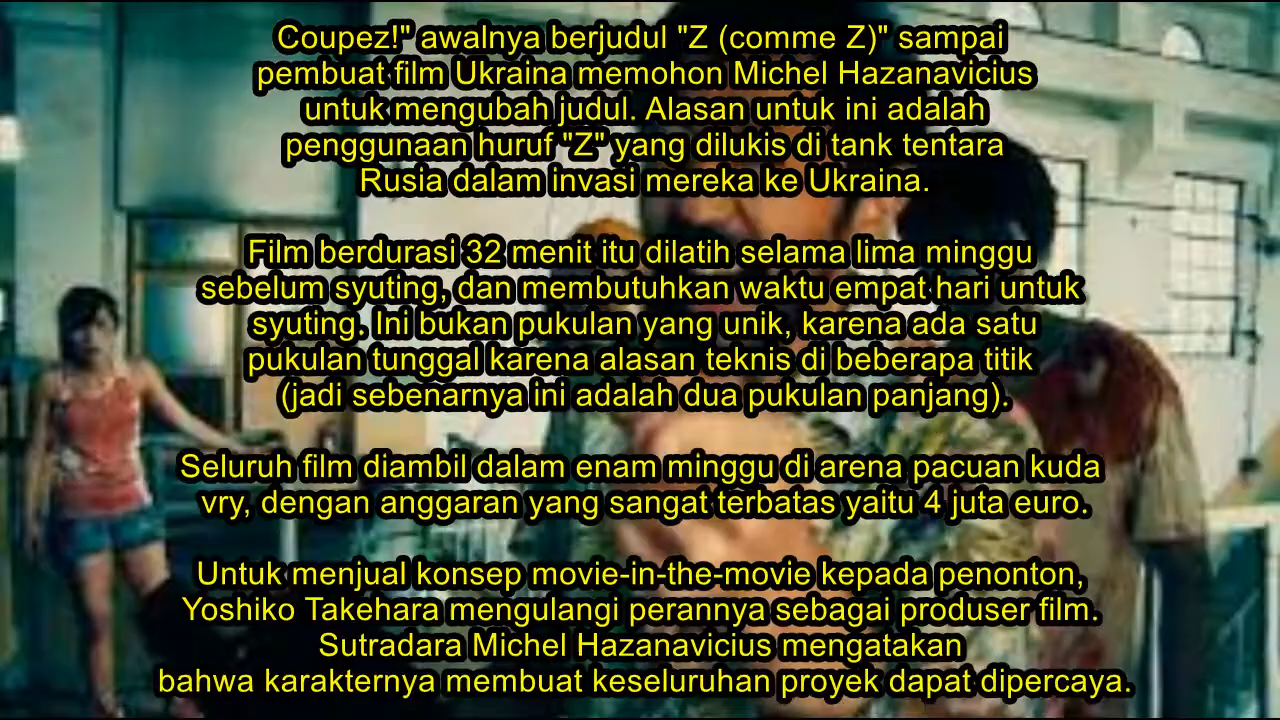 Coupez!" awalnya berjudul "Z (comme Z)" sampai
pembuat film Ukraina memohon Michel Hazanavicius
untuk mengubah judul. Alasan untuk ini adalah
penggunaan huruf "Z" yang dilukis di tank tentara
Rusia dalam invasi mereka ke Ukraina.
Film berdurasi 32 menit itu dilatih selama lima minggu
sebelum syuting, dan membutuhkan waktu empat hari untuk
syuting. Ini bukan pukulan yang unik, karena ada satu
pukulan tunggal karena alasan teknis di beberapa titik
(jadi sebenarnya ini adalah dua pukulan panjang).
Seluruh film diambil dalam enam minggu di arena pacuan kuda
vry, dengan anggaran yang sangat terbatas yaitu 4 juta euro.
Untuk menjual konsep movie-in-the-movie kepada penonton,
Yoshiko Takehara mengulangi perannya sebagai produser film.
Sutradara Michel Hazanavicius mengatakan
bahwa karakternya membuat keseluruhan proyek dapat dipercaya.